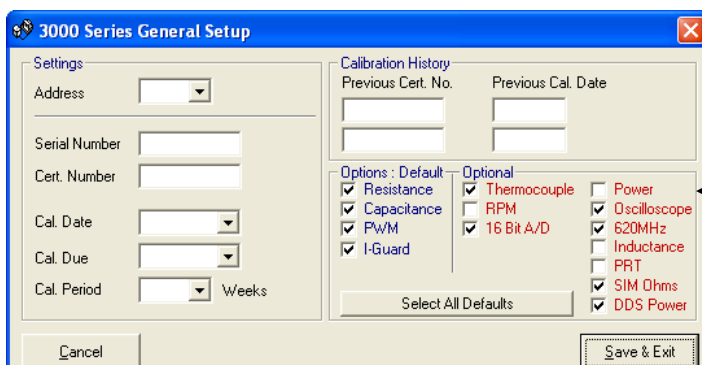 3000 Series General Setup
Settings
Address
Serial Number
Cert. Number
Cal. Date
Cal. Due
Cal. Period
Weeks
Calibration History
Previous Cert. No. Previous Cal. Date
Options : Default
Resistance
Capacitance
PWM
I-Guard
Optional
Thermocouple
RPM
16 Bit A/D
Power
Oscilloscope
620MHz
Inductance
PRT
SIM Ohms
DDS Power
Select All Defaults
Cancel
Save & Exit